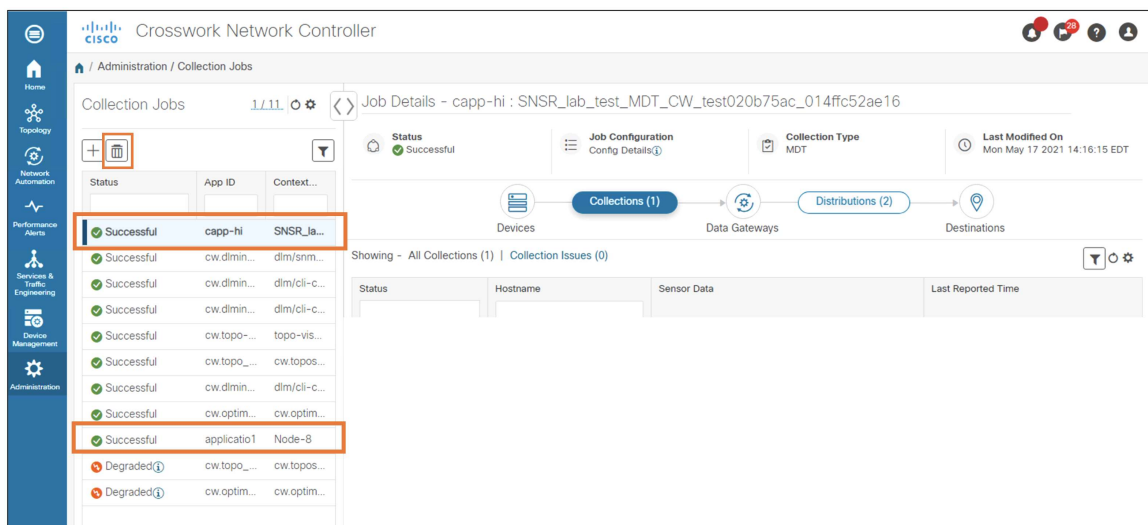 CISCO
Crosswork Network Controller
28
/ Administration / Collection Jobs
Home
Topology
Network
Automation
Performance
Alerts
Services &
Traffic
Engineering
Device
Management
Administration
Collection Jobs
1 / 11
Status
App ID
Context...
Successful capp-hi SNSR_la...
Successful cw.dlmin... dlm/snm...
Successful cw.dlmin... dlm/cli-c...
Successful cw.dlmin... dlm/cli-c...
Successful cw.topo-... topo-vis...
Successful cw.topo_... cw.topos...
Successful cw.dlmin... dlm/cli-c...
Successful cw.optim... cw.optim...
Successful applicatio1 Node-8
Degraded cw.topo_... cw.topos...
Degraded cw.optim... cw.optim...
Job Details - capp-hi : SNSR_lab_test_MDT_CW_test020b75ac_014ffc52ae16
Status
Successful
Job Configuration
Config Details
Collection Type
MDT
Last Modified On
Mon May 17 2021 14:16:15 EDT
Collections (1)
Distributions (2)
Devices
Data Gateways
Destinations
Showing - All Collections (1) | Collection Issues (0)
Status
Hostname
Sensor Data
Last Reported Time